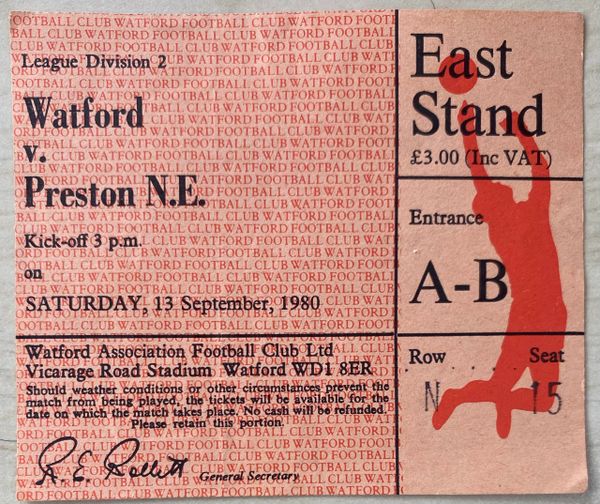 League Division 2
Watford
v.
Preston N.E.
Kick-off 3 p.m.
on
SATURDAY, 13 September, 1980
Watford Association Football Club Ltd
Vicarage Road Stadium Watford WD1 8ER
Should weather conditions or other circumstances prevent the
match from being played, the tickets will be available for the
date on which the match takes place. No cash will be refunded.
Please retain this portion.
R. E. Rollitt General Secretary
East
Stand
£3.00 (Inc VAT)
Entrance
A-B
Row Seat
N 15